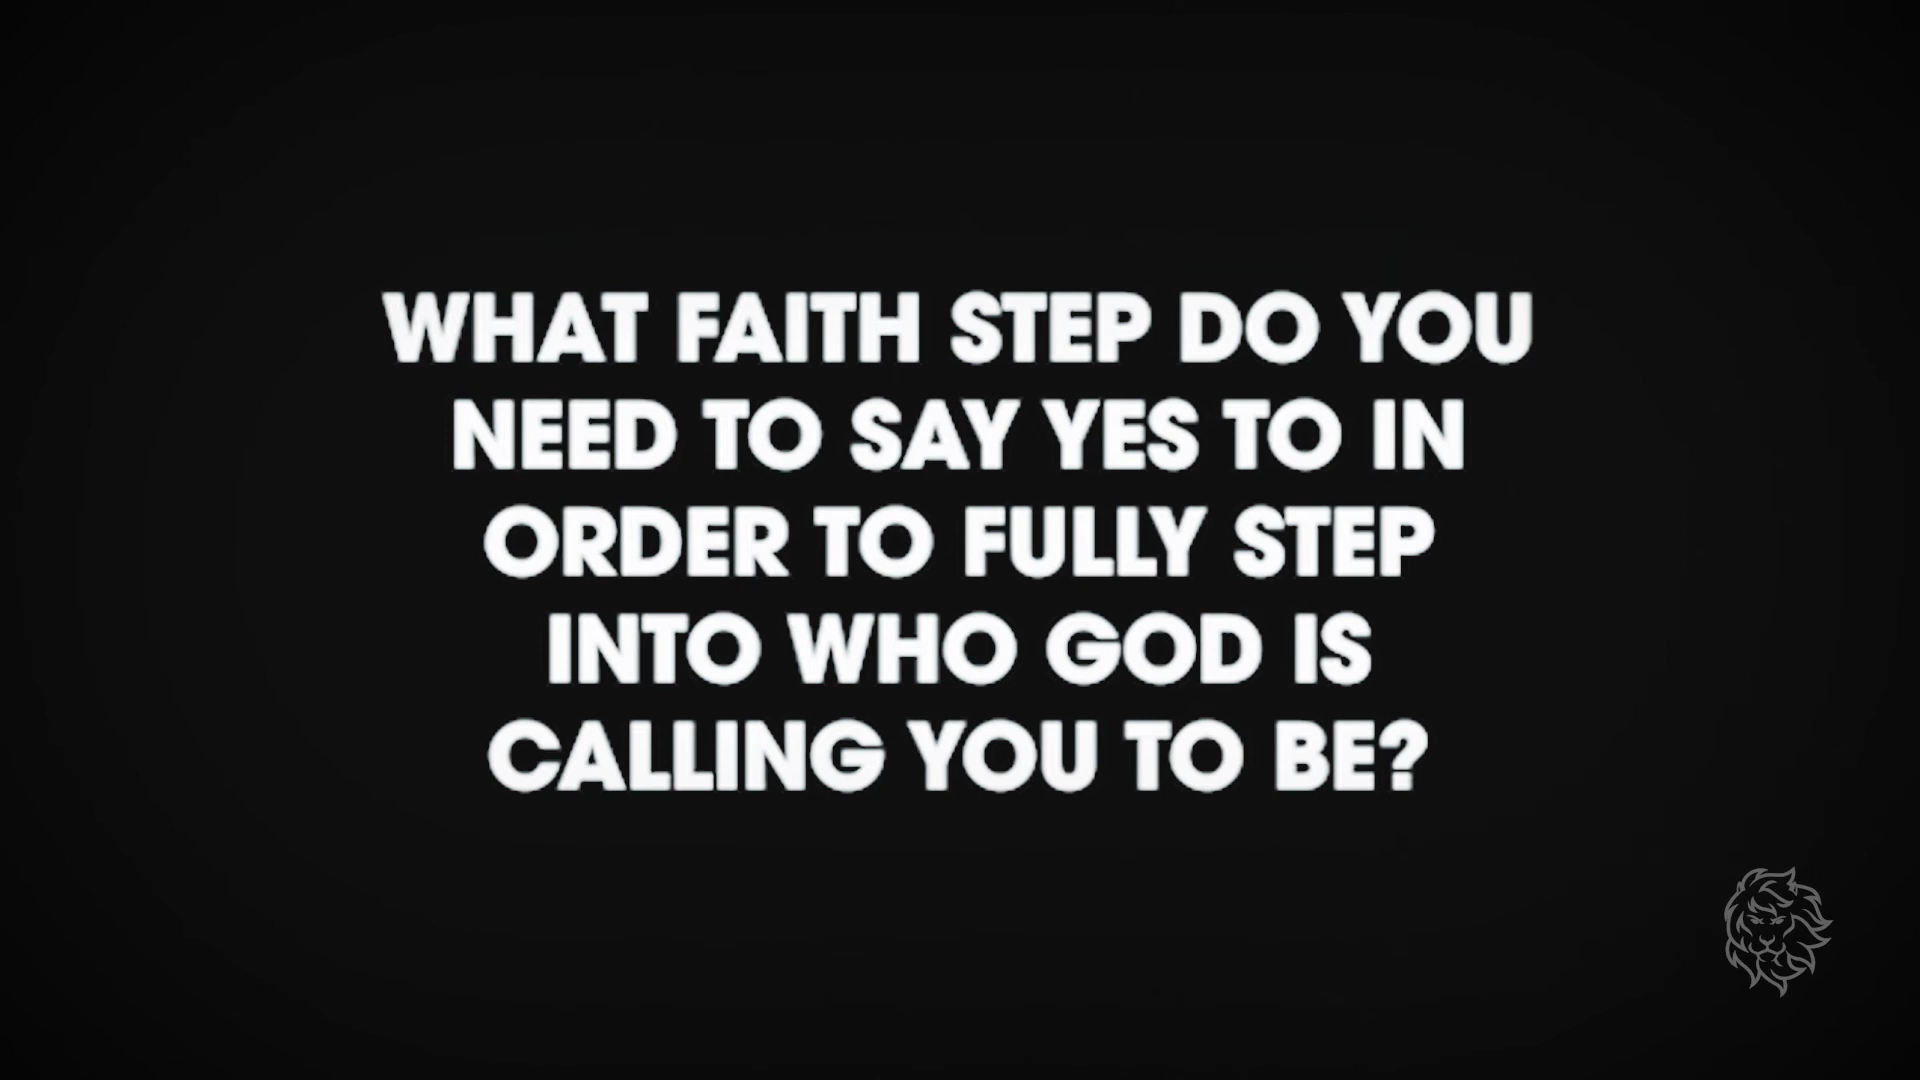 WHAT FAITH STEP DO YOU
NEED TO SAY YES TO IN
ORDER TO FULLY STEP
INTO WHO GOD IS
CALLING YOU TO BE?